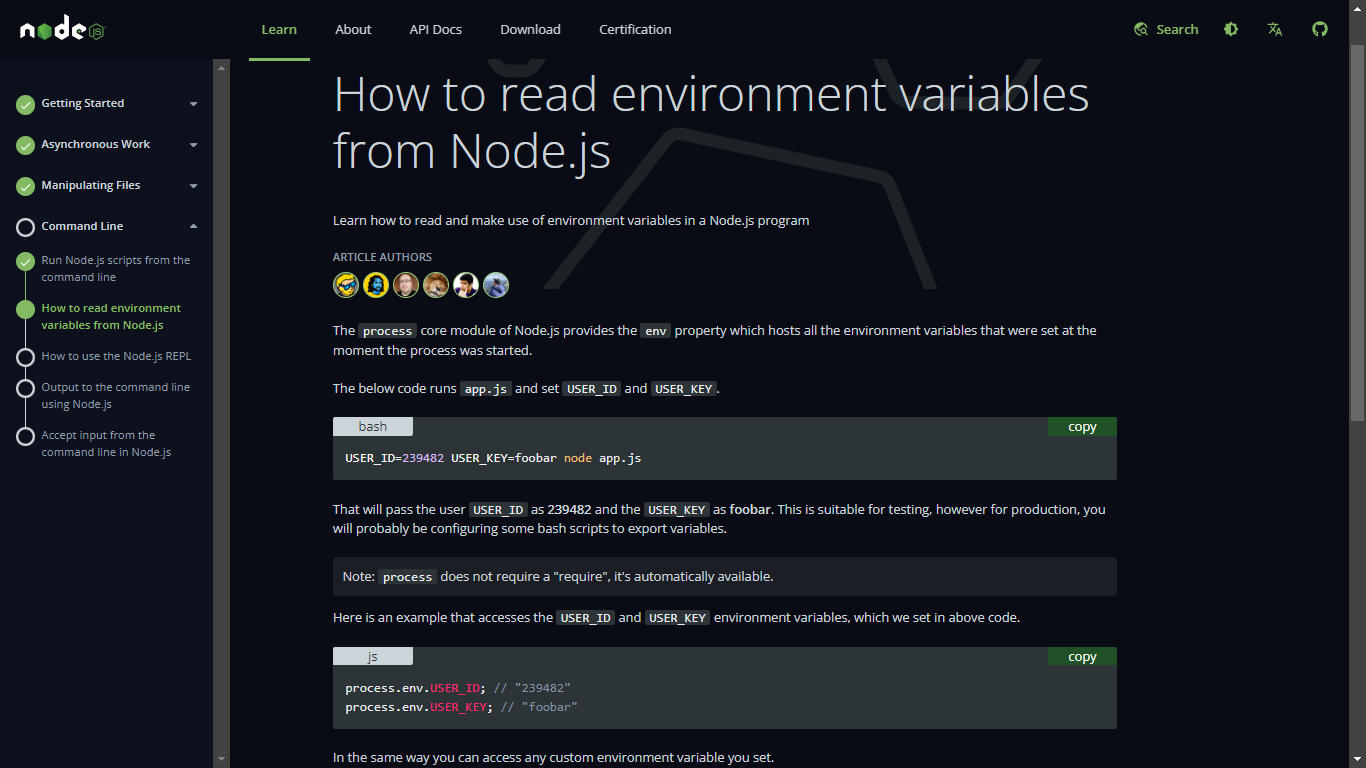 node JS
Learn
About
API Docs
Download
Certification
Search
Getting Started
Asynchronous Work
Manipulating Files
Command Line
Run Node.js scripts from the
command line
How to read environment
variables from Node.js
How to use the Node.js REPL
Output to the command line
using Node.js
Accept input from the
command line in Node.js
How to read environment variables
from Node.js
Learn how to read and make use of environment variables in a Node.js program
ARTICLE AUTHORS
The process core module of Node.js provides the env property which hosts all the environment variables that were set at the
moment the process was started.
The below code runs app.js and set USER_ID and USER_KEY.
bash
copy
USER_ID=239482 USER_KEY=foobar node app.js
That will pass the user USER_ID as 239482 and the USER_KEY as foobar. This is suitable for testing, however for production, you
will probably be configuring some bash scripts to export variables.
Note: process does not require a "require", it's automatically available.
Here is an example that accesses the USER_ID and USER_KEY environment variables, which we set in above code.
js
copy
process.env.USER_ID; // "239482"
process.env.USER_KEY; // "foobar"
In the same way you can access any custom environment variable you set.